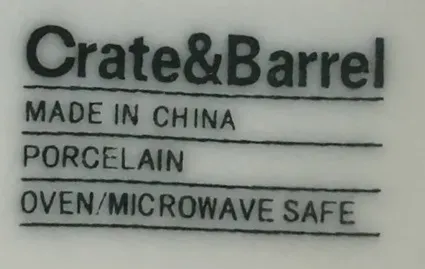 Crate&Barrel
MADE IN CHINA
PORCELAIN
OVEN/MICROWAVE SAFE